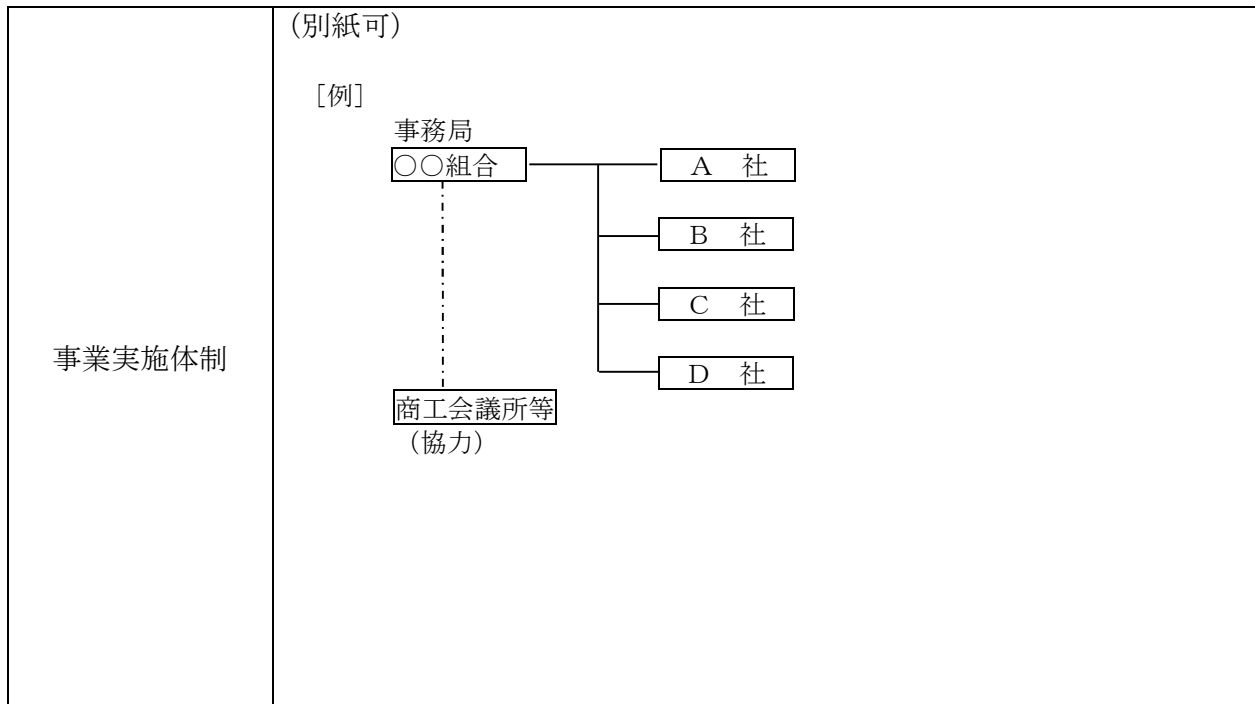 (別紙可)
[例]
事務局
○○組合
A　社
B　社
C　社
D　社
事業実施体制
商工会議所等
(協力)